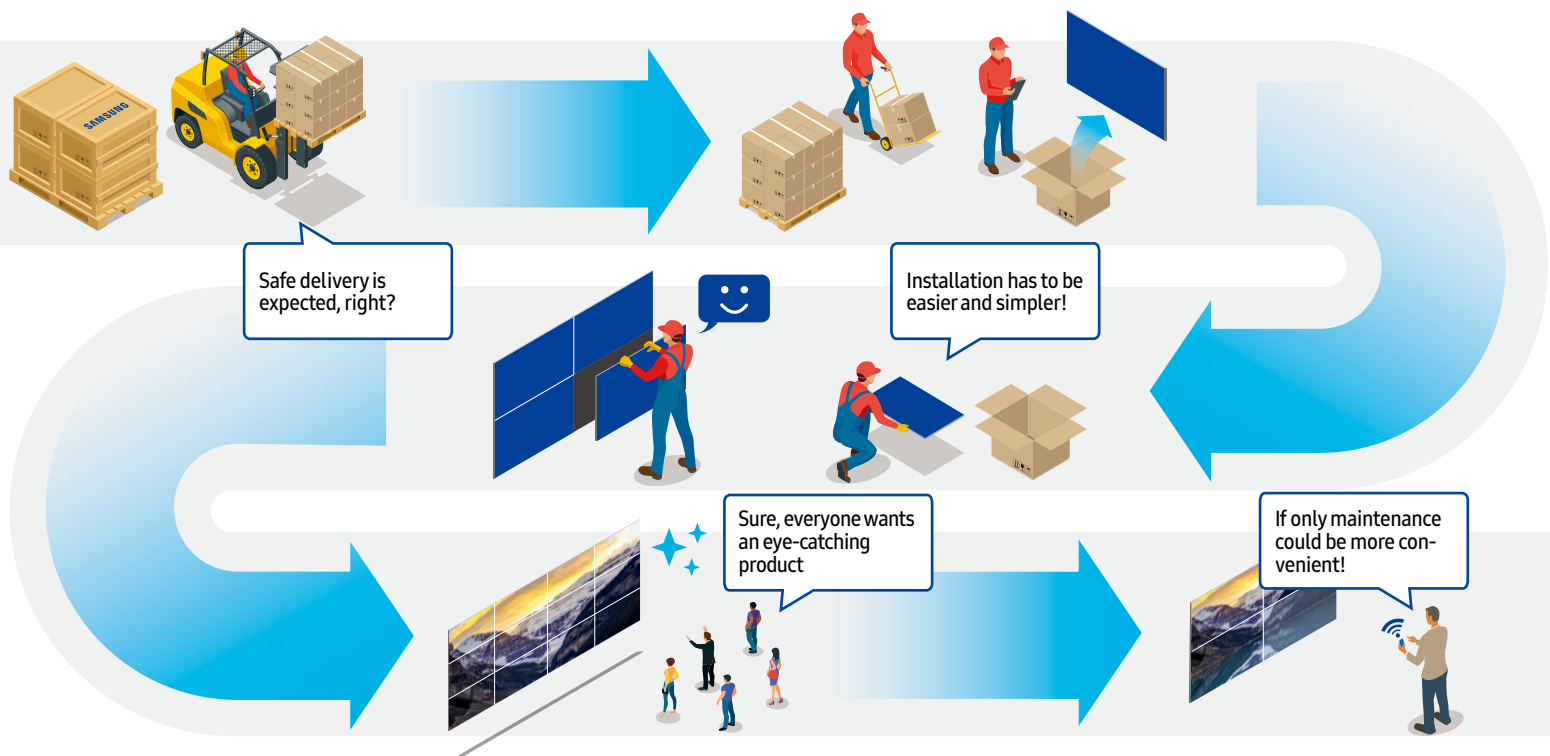 SAMSUNG
Safe delivery is
expected, right?
Installation has to be
easier and simpler!
Sure, everyone wants
an eye-catching
product
If only maintenance
could be more con-
venient!